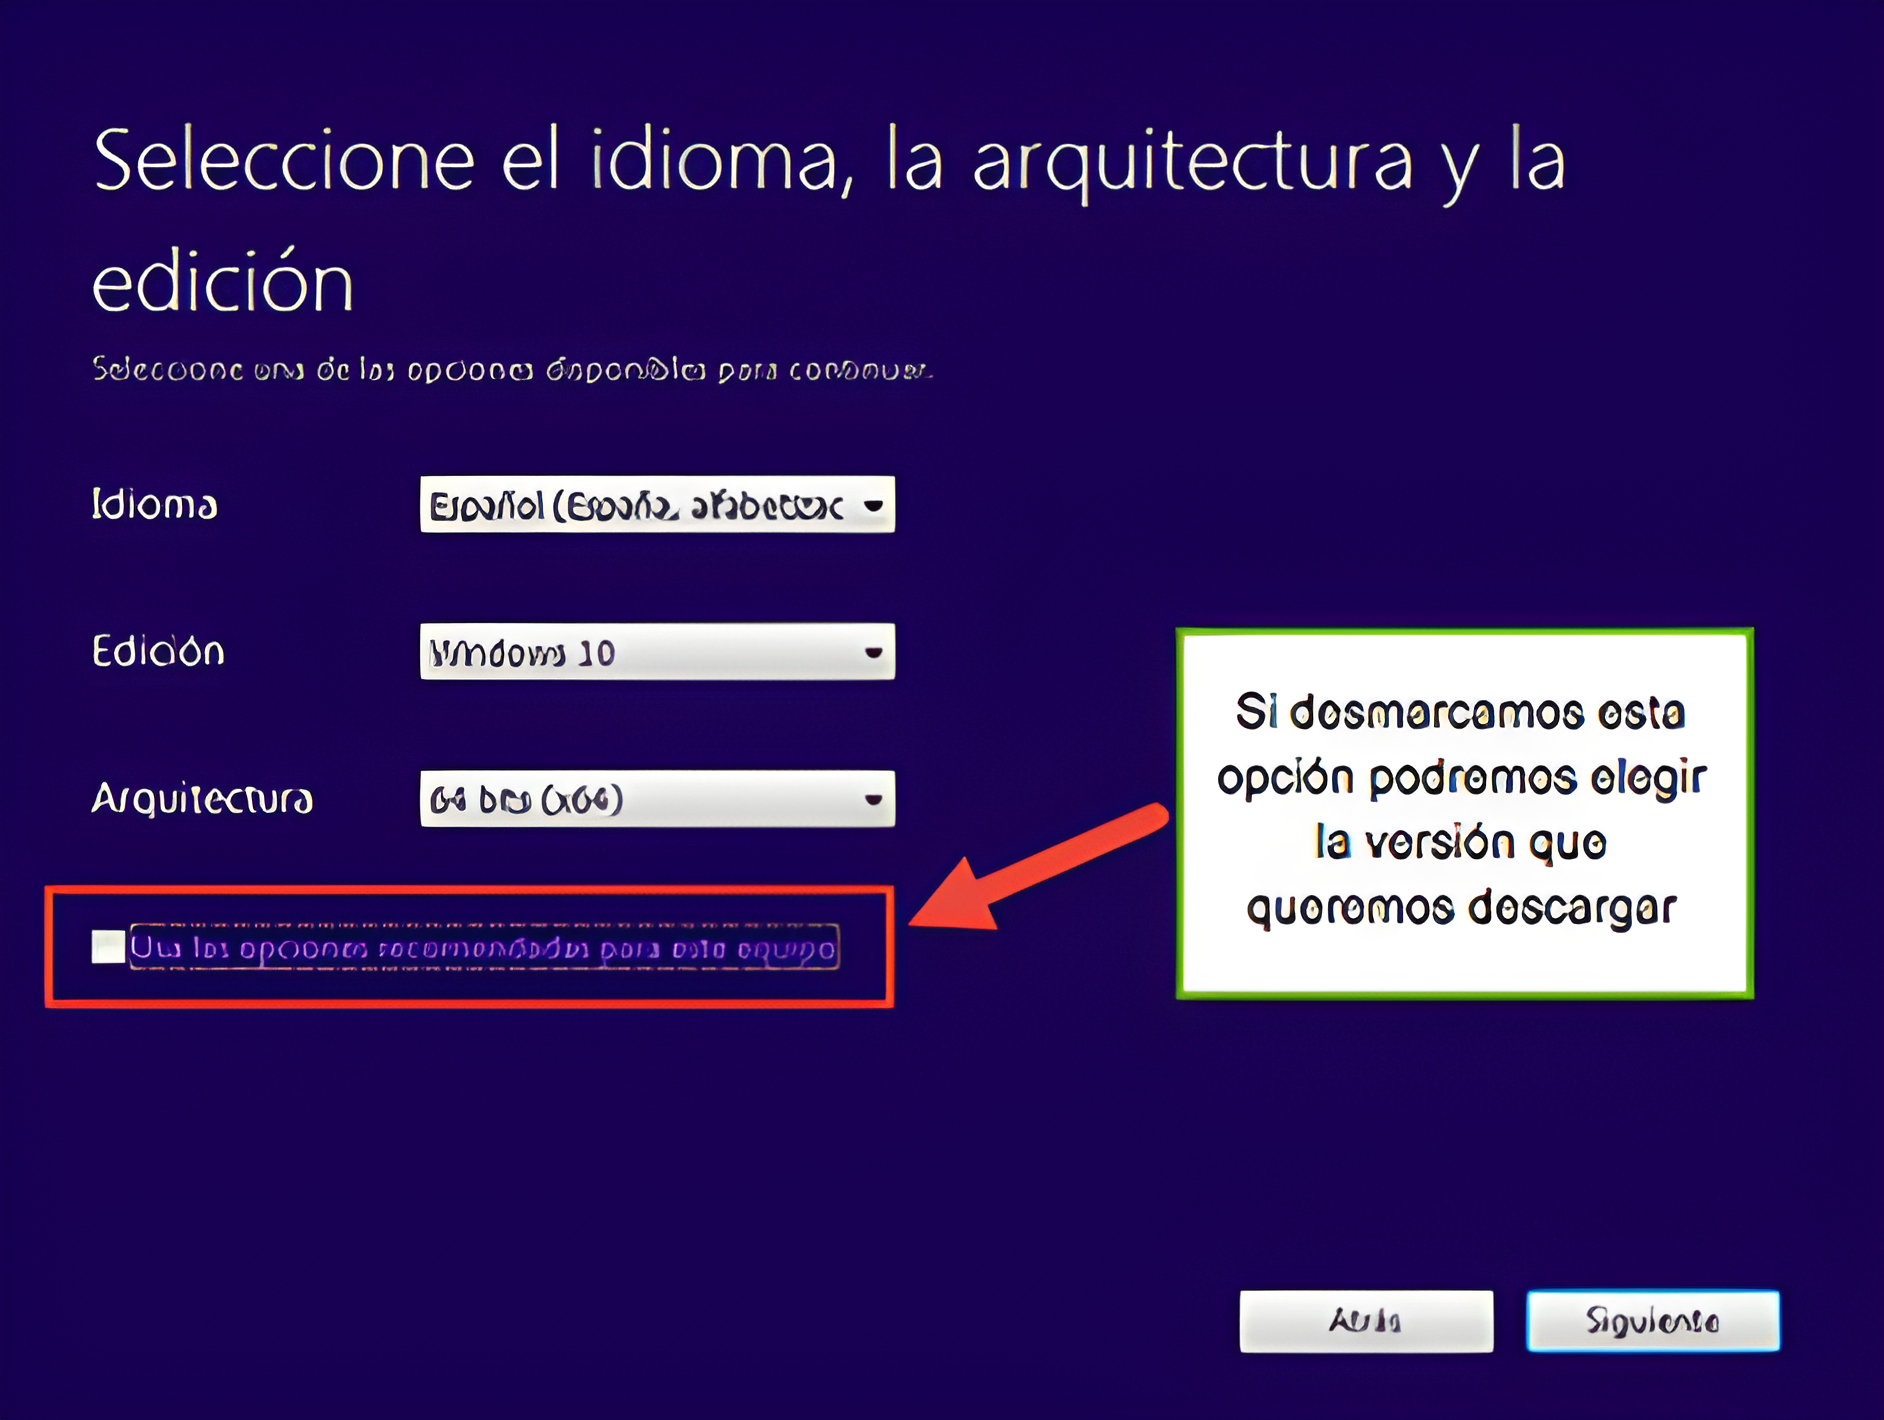 Seleccione el idioma, la arquitectura y la
edición
Seleccione una de las opciones disponibles para continuar.
Idioma
Español (España, alfabetizac
Edición
Windows 10
Arquitectura
64 bits (x64)
Usa las opciones recomendadas para este equipo
Si desmarcamos esta
opción podremos elegir
la versión que
queremos descargar
Atrás
Siguiente